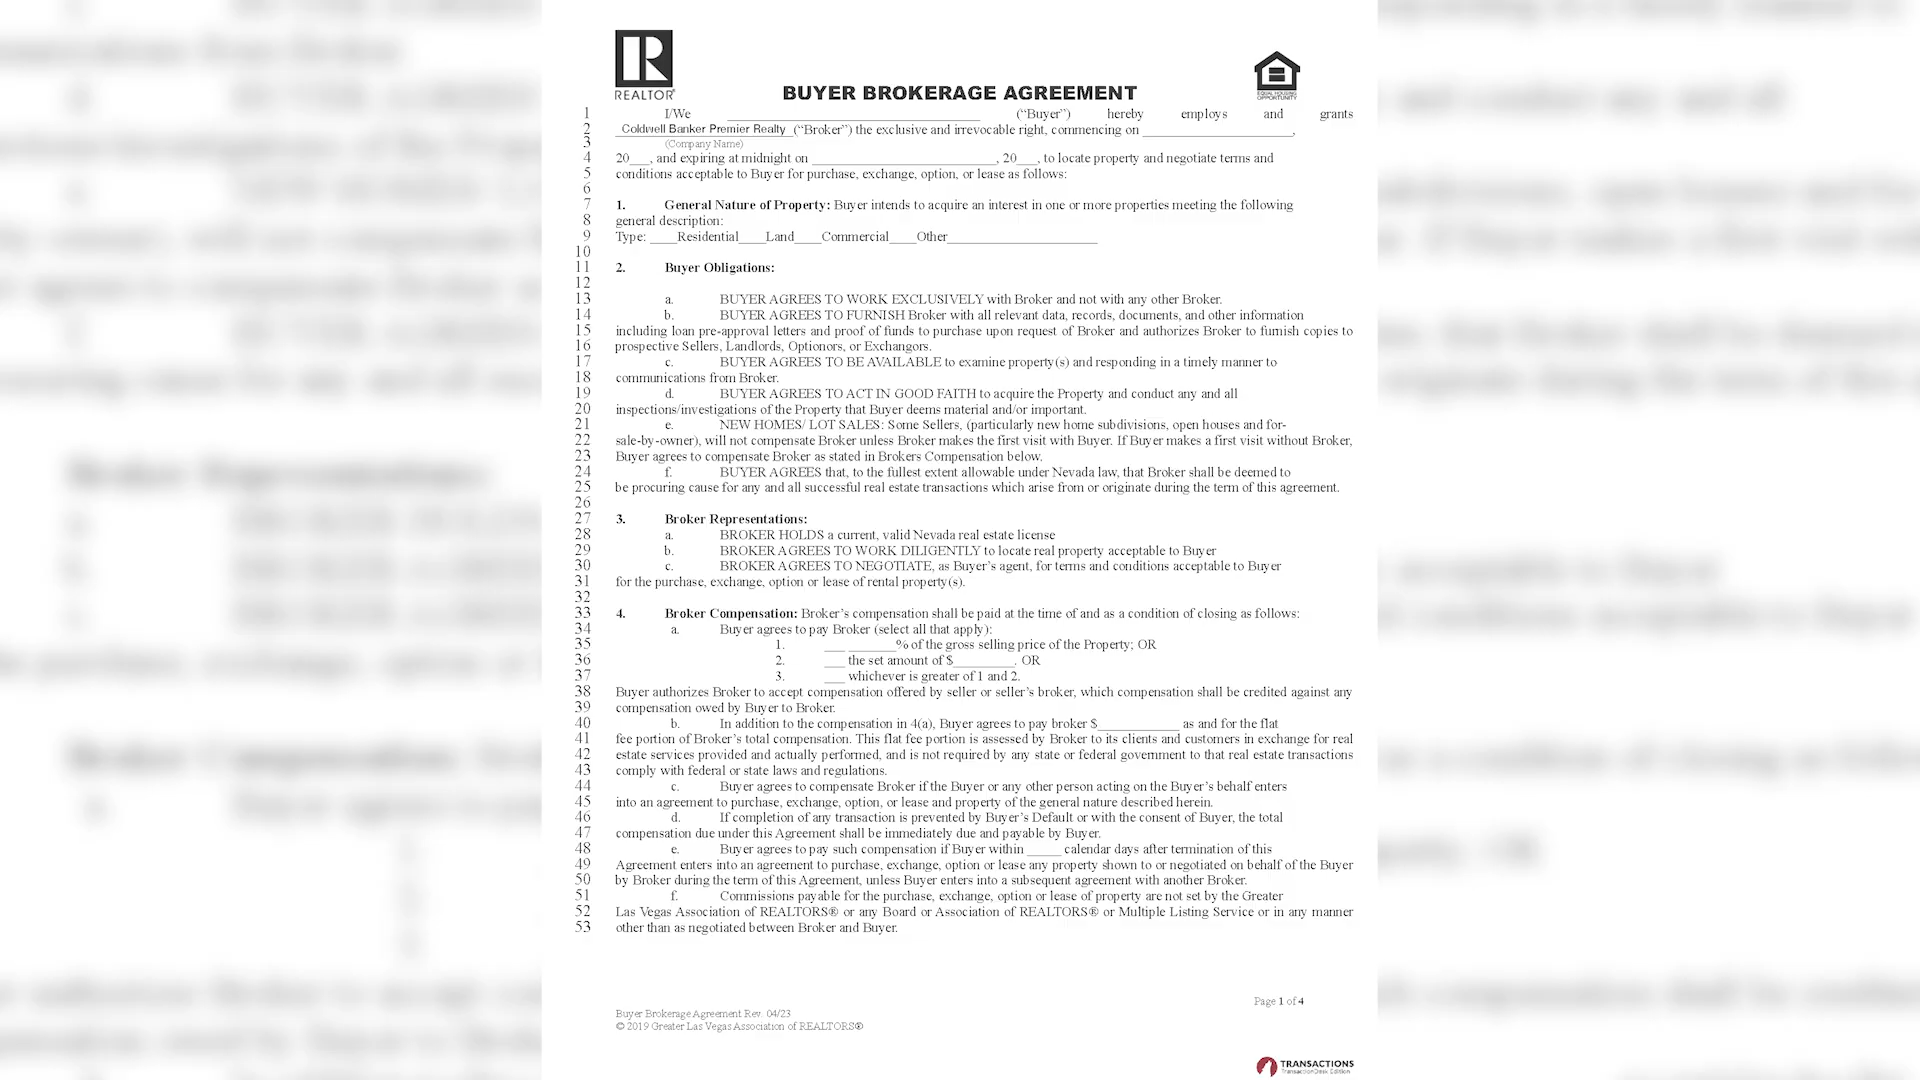 REALTOR®
EQUAL HOUSING
OPPORTUNITY
BUYER BROKERAGE AGREEMENT
1 I/We ____________________ (“Buyer”) hereby employs and grants
2 Coldwell Banker Premier Realty (“Broker”) the exclusive and irrevocable right, commencing on ____________________,
3 (Company Name)
4 20___, and expiring at midnight on ____________________, 20___, to locate property and negotiate terms and
5 conditions acceptable to Buyer for purchase, exchange, option, or lease as follows:
6
7 1. General Nature of Property: Buyer intends to acquire an interest in one or more properties meeting the following
8 general description:
9 Type: ____Residential____Land____Commercial____Other____________________
10
11 2. Buyer Obligations:
12
13 a. BUYER AGREES TO WORK EXCLUSIVELY with Broker and not with any other Broker.
14 b. BUYER AGREES TO FURNISH Broker with all relevant data, records, documents, and other information
15 including loan pre-approval letters and proof of funds to purchase upon request of Broker and authorizes Broker to furnish copies to
16 prospective Sellers, Landlords, Optionors, or Exchangors.
17 c. BUYER AGREES TO BE AVAILABLE to examine property(s) and responding in a timely manner to
18 communications from Broker.
19 d. BUYER AGREES TO ACT IN GOOD FAITH to acquire the Property and conduct any and all
20 inspections/investigations of the Property that Buyer deems material and/or important.
21 e. NEW HOMES/ LOT SALES: Some Sellers, (particularly new home subdivisions, open houses and for-
22 sale-by-owner), will not compensate Broker unless Broker makes the first visit with Buyer. If Buyer makes a first visit without Broker,
23 Buyer agrees to compensate Broker as stated in Brokers Compensation below.
24 f. BUYER AGREES that, to the fullest extent allowable under Nevada law, that Broker shall be deemed to
25 be procuring cause for any and all successful real estate transactions which arise from or originate during the term of this agreement.
26
27 3. Broker Representations:
28 a. BROKER HOLDS a current, valid Nevada real estate license
29 b. BROKER AGREES TO WORK DILIGENTLY to locate real property acceptable to Buyer
30 c. BROKER AGREES TO NEGOTIATE, as Buyer’s agent, for terms and conditions acceptable to Buyer
31 for the purchase, exchange, option or lease of rental property(s).
32
33 4. Broker Compensation: Broker’s compensation shall be paid at the time of and as a condition of closing as follows:
34 a. Buyer agrees to pay Broker (select all that apply):
35 1. ___ _______% of the gross selling price of the Property; OR
36 2. ___ the set amount of $_________. OR
37 3. ___ whichever is greater of 1 and 2.
38 Buyer authorizes Broker to accept compensation offered by seller or seller’s broker, which compensation shall be credited against any
39 compensation owed by Buyer to Broker.
40 b. In addition to the compensation in 4(a), Buyer agrees to pay broker $____________ as and for the flat
41 fee portion of Broker’s total compensation. This flat fee portion is assessed by Broker to its clients and customers in exchange for real
42 estate services provided and actually performed, and is not required by any state or federal government to that real estate transactions
43 comply with federal or state laws and regulations.
44 c. Buyer agrees to compensate Broker if the Buyer or any other person acting on the Buyer’s behalf enters
45 into an agreement to purchase, exchange, option, or lease and property of the general nature described herein.
46 d. If completion of any transaction is prevented by Buyer’s Default or with the consent of Buyer, the total
47 compensation due under this Agreement shall be immediately due and payable by Buyer.
48 e. Buyer agrees to pay such compensation if Buyer within _____ calendar days after termination of this
49 Agreement enters into an agreement to purchase, exchange, option or lease any property shown to or negotiated on behalf of the Buyer
50 by Broker during the term of this Agreement, unless Buyer enters into a subsequent agreement with another Broker.
51 f. Commissions payable for the purchase, exchange, option or lease of property are not set by the Greater
52 Las Vegas Association of REALTORS® or any Board or Association of REALTORS® or Multiple Listing Service or in any manner
53 other than as negotiated between Broker and Buyer.
Page 1 of 4
Buyer Brokerage Agreement Rev. 04/23
© 2019 Greater Las Vegas Association of REALTORS®
TRANSACTIONS
TransactionDesk Edition